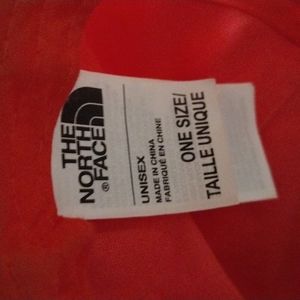 THE
NORTH
FACE
®
UNISEX
MADE IN CHINA
FABRIQUÉ EN CHINE
ONE SIZE/
TAILLE UNIQUE